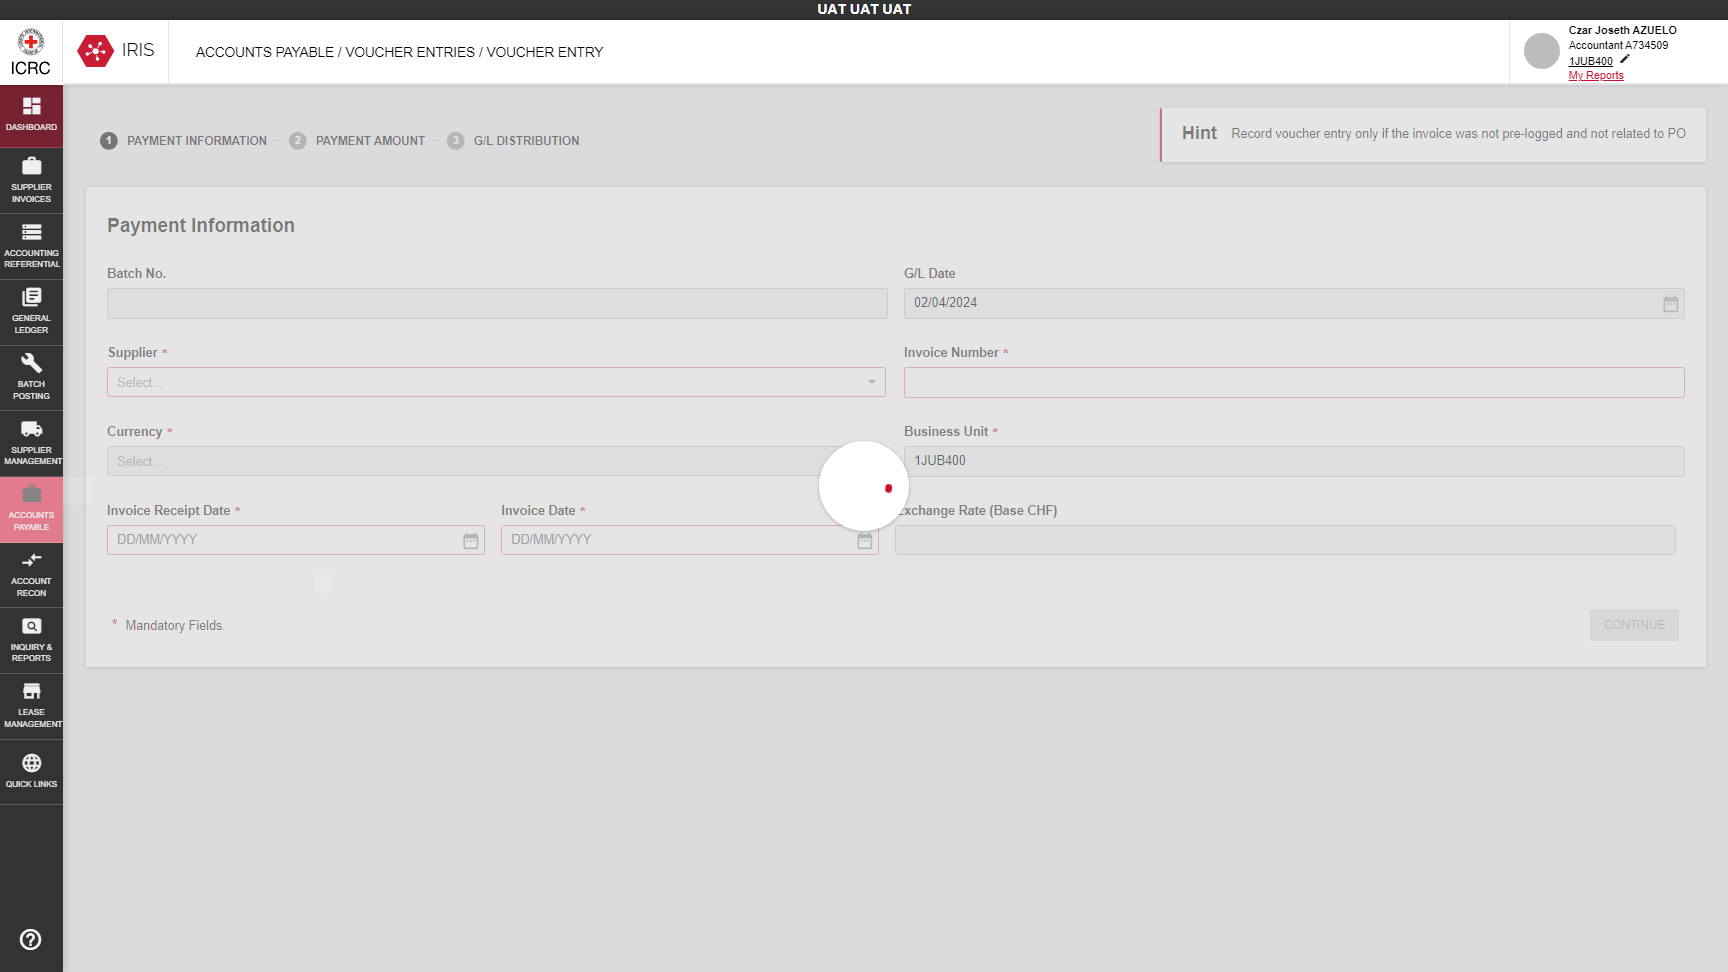 UAT UAT UAT
ICRC
IRIS
ACCOUNTS PAYABLE / VOUCHER ENTRIES / VOUCHER ENTRY
Czar Joseth AZUELO
Accountant A734509
1JUB400
My Reports
DASHBOARD
SUPPLIER
INVOICES
ACCOUNTING
REFERENTIAL
GENERAL
LEDGER
BATCH
POSTING
SUPPLIER
MANAGEMENT
ACCOUNTS
PAYABLE
ACCOUNT
RECON
INQUIRY &
REPORTS
LEASE
MANAGEMENT
QUICK LINKS
1 PAYMENT INFORMATION - 2 PAYMENT AMOUNT - 3 G/L DISTRIBUTION
Hint Record voucher entry only if the invoice was not pre-logged and not related to PO
Payment Information
Batch No.
G/L Date
02/04/2024
Supplier *
Select...
Invoice Number *
Currency *
Select...
Business Unit *
1JUB400
Invoice Receipt Date *
DD/MM/YYYY
Invoice Date *
DD/MM/YYYY
Exchange Rate (Base CHF)
* Mandatory Fields.
CONTINUE